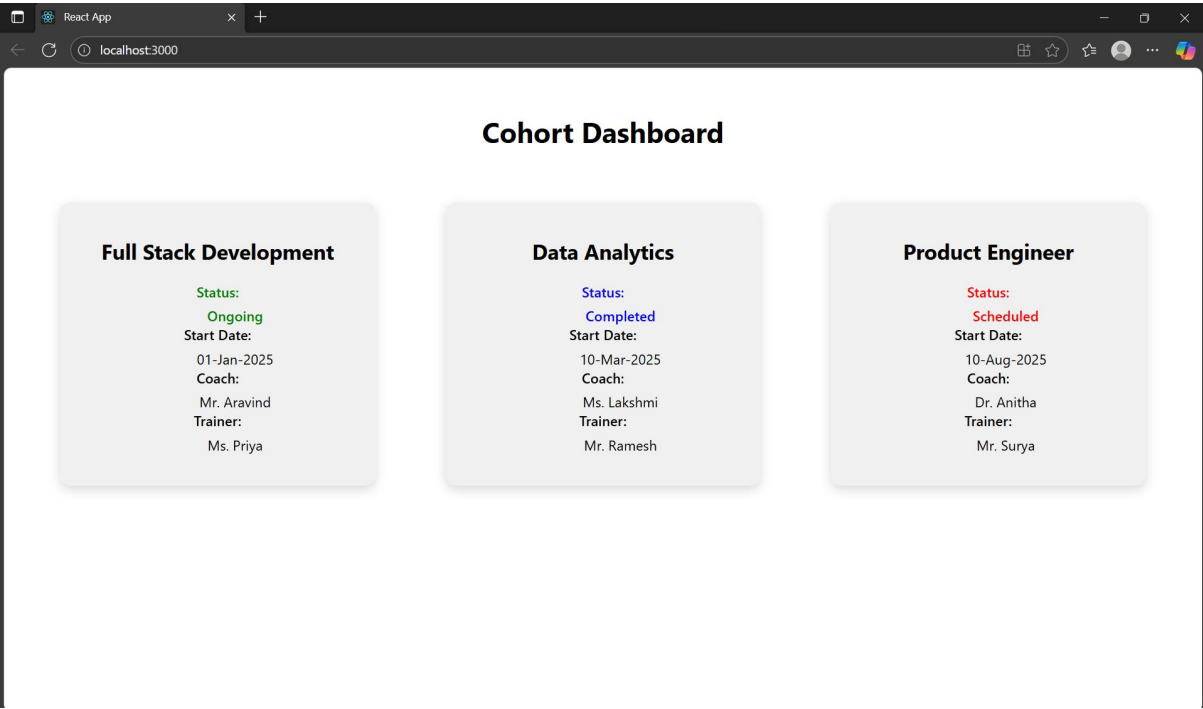 React App
localhost:3000
Cohort Dashboard
Full Stack Development
Status:
Ongoing
Start Date:
01-Jan-2025
Coach:
Mr. Aravind
Trainer:
Ms. Priya
Data Analytics
Status:
Completed
Start Date:
10-Mar-2025
Coach:
Ms. Lakshmi
Trainer:
Mr. Ramesh
Product Engineer
Status:
Scheduled
Start Date:
10-Aug-2025
Coach:
Dr. Anitha
Trainer:
Mr. Surya